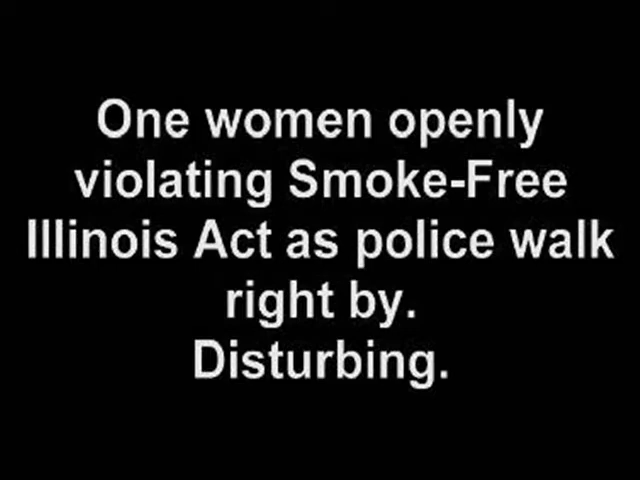 One women openly
violating Smoke-Free
Illinois Act as police walk
right by.
Disturbing.